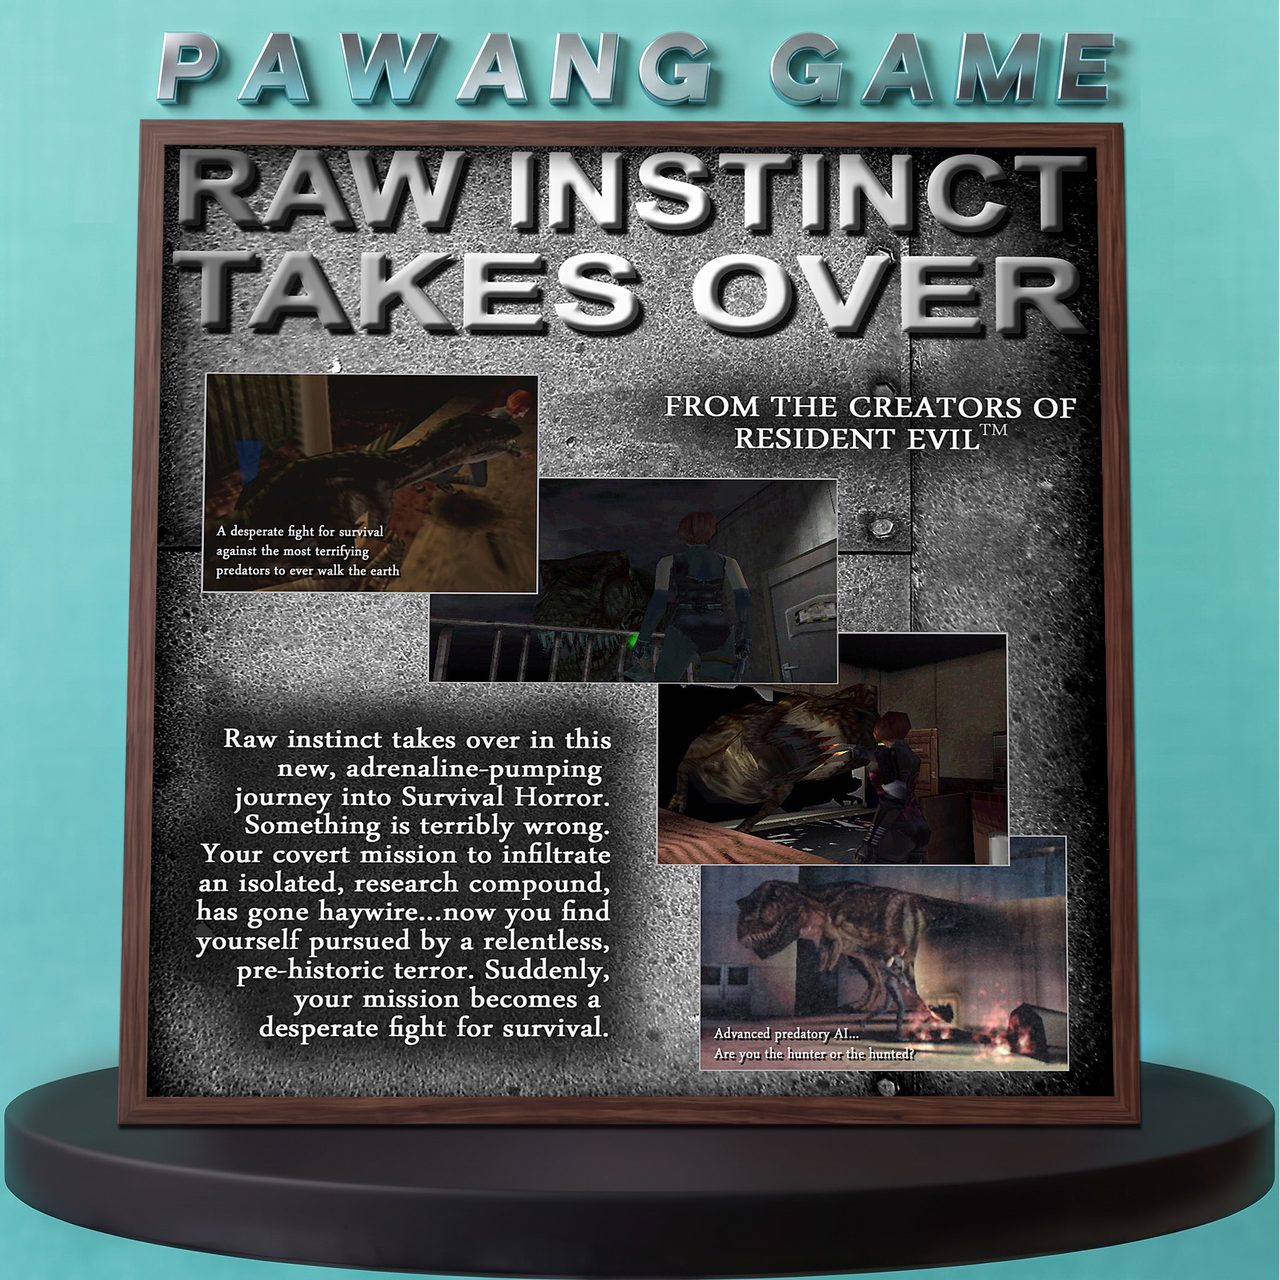 PAWANG GAME
RAW INSTINCT
TAKES OVER
FROM THE CREATORS OF
RESIDENT EVIL™
A desperate fight for survival
against the most terrifying
predators to ever walk the earth
Raw instinct takes over in this
new, adrenaline-pumping
journey into Survival Horror.
Something is terribly wrong.
Your covert mission to infiltrate
an isolated, research compound,
has gone haywire...now you find
yourself pursued by a relentless,
pre-historic terror. Suddenly,
your mission becomes a
desperate fight for survival.
Advanced predatory AI...
Are you the hunter or the hunted?